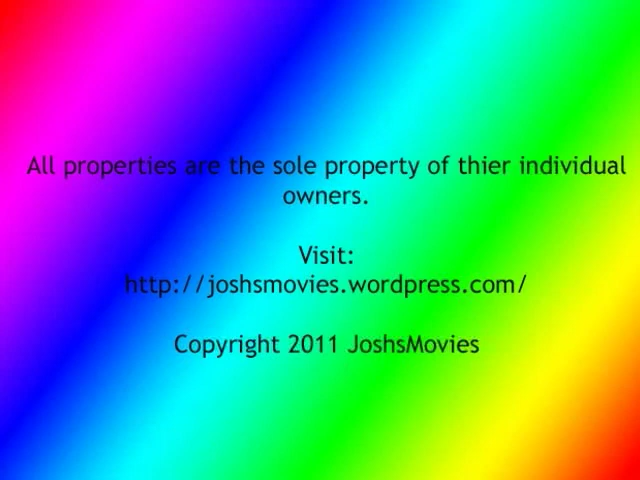 All properties are the sole property of thier individual
owners.
Visit:
http://joshsmovies.wordpress.com/
Copyright 2011 JoshsMovies